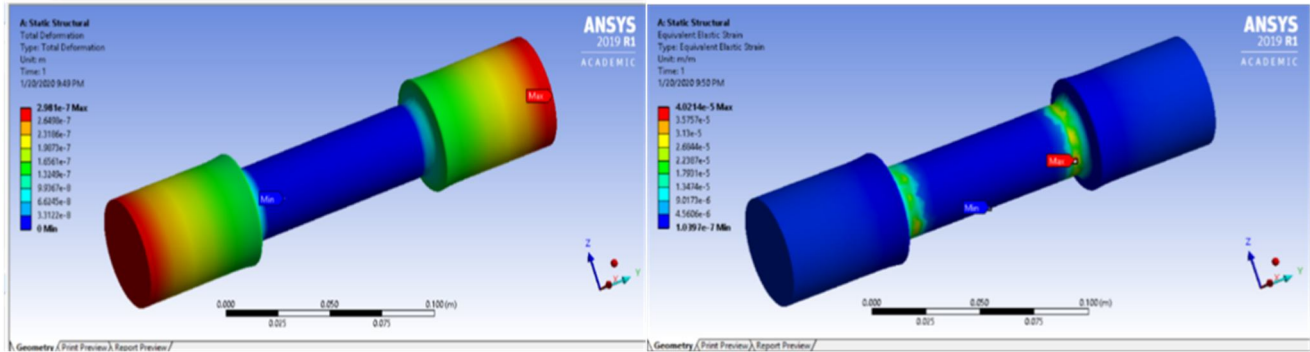 A: Static Structural
Total Deformation
Type: Total Deformation
Unit: m
Time: 1
1/20/2020 9:49 PM
2.981e-7 Max
2.6498e-7
2.3186e-7
1.9873e-7
1.6561e-7
1.3249e-7
9.9367e-8
6.6245e-8
3.3122e-8
0 Min
ANSYS
2019 R1
ACADEMIC
Max
Min
Z
Y
0.000
0.050
0.100 (m)
0.025
0.075
Geometry / Print Preview / Report Preview /
A: Static Structural
Equivalent Elastic Strain
Type: Equivalent Elastic Strain
Unit: m/m
Time: 1
1/20/2020 9:50 PM
4.0214e-5 Max
3.5757e-5
3.13e-5
2.6844e-5
2.2387e-5
1.7931e-5
1.3474e-5
9.0173e-6
4.5606e-6
1.0397e-7 Min
ANSYS
2019 R1
ACADEMIC
Max
Min
Z
Y
0.000
0.050
0.100 (m)
0.025
0.075
Geometry / Print Preview / Report Preview /